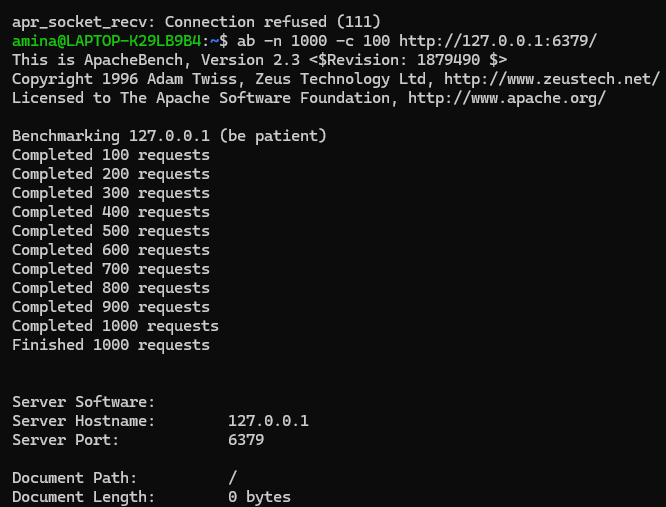 apr_socket_recv: Connection refused (111)
amina@LAPTOP-K29LB9B4:~$ ab -n 1000 -c 100 http://127.0.0.1:6379/
This is ApacheBench, Version 2.3 <$Revision: 1879490 $>
Copyright 1996 Adam Twiss, Zeus Technology Ltd, http://www.zeustech.net/
Licensed to The Apache Software Foundation, http://www.apache.org/

Benchmarking 127.0.0.1 (be patient)
Completed 100 requests
Completed 200 requests
Completed 300 requests
Completed 400 requests
Completed 500 requests
Completed 600 requests
Completed 700 requests
Completed 800 requests
Completed 900 requests
Completed 1000 requests
Finished 1000 requests

Server Software:
Server Hostname:        127.0.0.1
Server Port:            6379

Document Path:          /
Document Length:        0 bytes